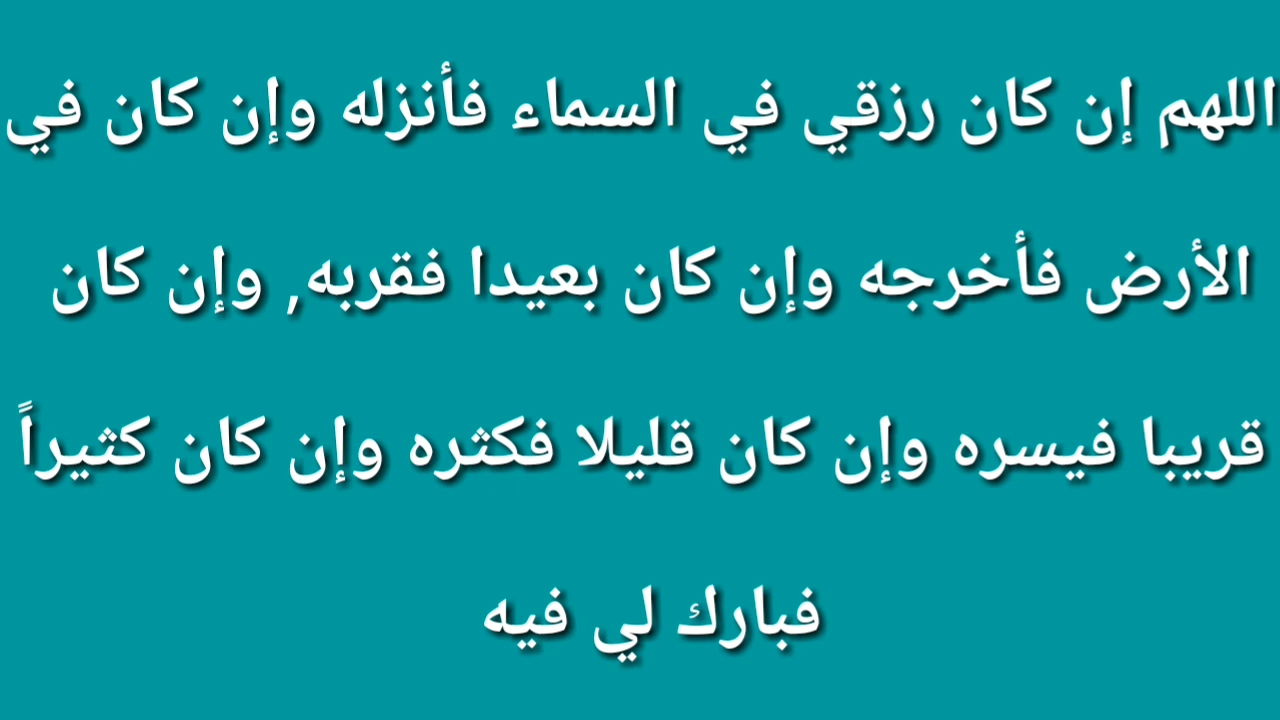 اللهم إن كان رزقي في السماء فأنزله وإن كان في
الأرض فأخرجه وإن كان بعيدا فقربه, وإن كان
قريبا فيسره وإن كان قليلا فكثره وإن كان كثيراً
فبارك لي فيه